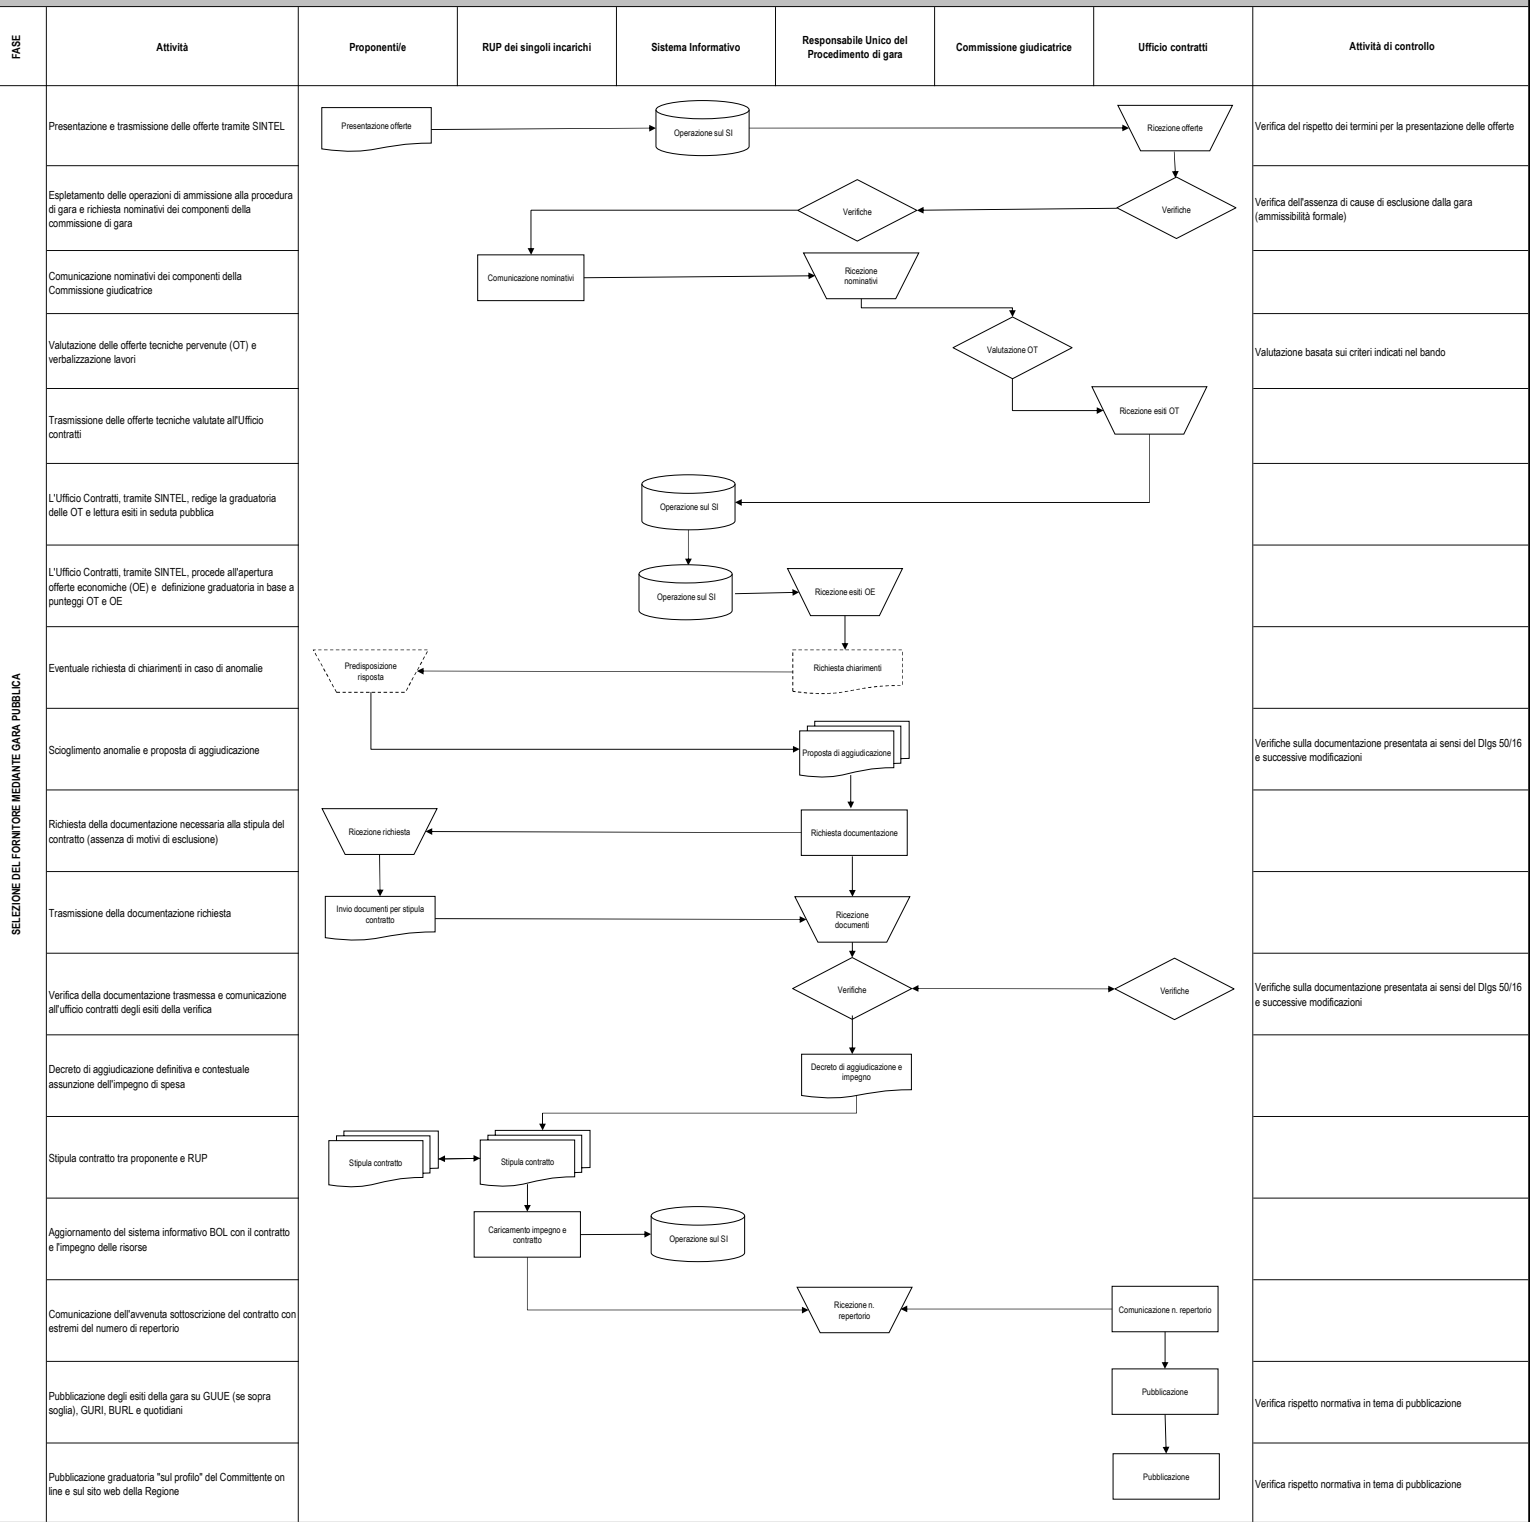 FASE
Attività
Proponenti/e
RUP dei singoli incarichi
Sistema Informativo
Responsabile Unico del
Procedimento di gara
Commissione giudicatrice
Ufficio contratti
Attività di controllo
SELEZIONE DEL FORNITORE MEDIANTE GARA PUBBLICA
Presentazione e trasmissione delle offerte tramite SINTEL
Presentazione offerte
Operazione sul SI
Ricezione offerte
Verifica del rispetto dei termini per la presentazione delle offerte
Espletamento delle operazioni di ammissione alla procedura
di gara e richiesta nominativi dei componenti della
commissione di gara
Verifiche
Verifiche
Verifica dell'assenza di cause di esclusione dalla gara
(ammissibilità formale)
Comunicazione nominativi dei componenti della
Commissione giudicatrice
Comunicazione nominativi
Ricezione
nominativi
Valutazione delle offerte tecniche pervenute (OT) e
verbalizzazione lavori
Valutazione OT
Valutazione basata sui criteri indicati nel bando
Trasmissione delle offerte tecniche valutate all'Ufficio
contratti
Ricezione esiti OT
L'Ufficio Contratti, tramite SINTEL, redige la graduatoria
delle OT e lettura esiti in seduta pubblica
Operazione sul SI
L'Ufficio Contratti, tramite SINTEL, procede all'apertura
offerte economiche (OE) e definizione graduatoria in base a
punteggi OT e OE
Operazione sul SI
Ricezione esiti OE
Eventuale richiesta di chiarimenti in caso di anomalie
Predisposizione
risposta
Richiesta chiarimenti
Scioglimento anomalie e proposta di aggiudicazione
Proposta di aggiudicazione
Verifiche sulla documentazione presentata ai sensi del Dlgs 50/16
e successive modificazioni
Richiesta della documentazione necessaria alla stipula del
contratto (assenza di motivi di esclusione)
Ricezione richiesta
Richiesta documentazione
Trasmissione della documentazione richiesta
Invio documenti per stipula
contratto
Ricezione
documenti
Verifica della documentazione trasmessa e comunicazione
all'ufficio contratti degli esiti della verifica
Verifiche
Verifiche
Verifiche sulla documentazione presentata ai sensi del Dlgs 50/16
e successive modificazioni
Decreto di aggiudicazione definitiva e contestuale
assunzione dell'impegno di spesa
Decreto di aggiudicazione e
impegno
Stipula contratto tra proponente e RUP
Stipula contratto
Stipula contratto
Aggiornamento del sistema informativo BOL con il contratto
e l'impegno delle risorse
Caricamento impegno e
contratto
Operazione sul SI
Comunicazione dell'avvenuta sottoscrizione del contratto con
estremi del numero di repertorio
Ricezione n.
repertorio
Comunicazione n. repertorio
Pubblicazione degli esiti della gara su GUUE (se sopra
soglia), GURI, BURL e quotidiani
Pubblicazione
Verifica rispetto normativa in tema di pubblicazione
Pubblicazione graduatoria "sul profilo" del Committente on
line e sul sito web della Regione
Pubblicazione
Verifica rispetto normativa in tema di pubblicazione